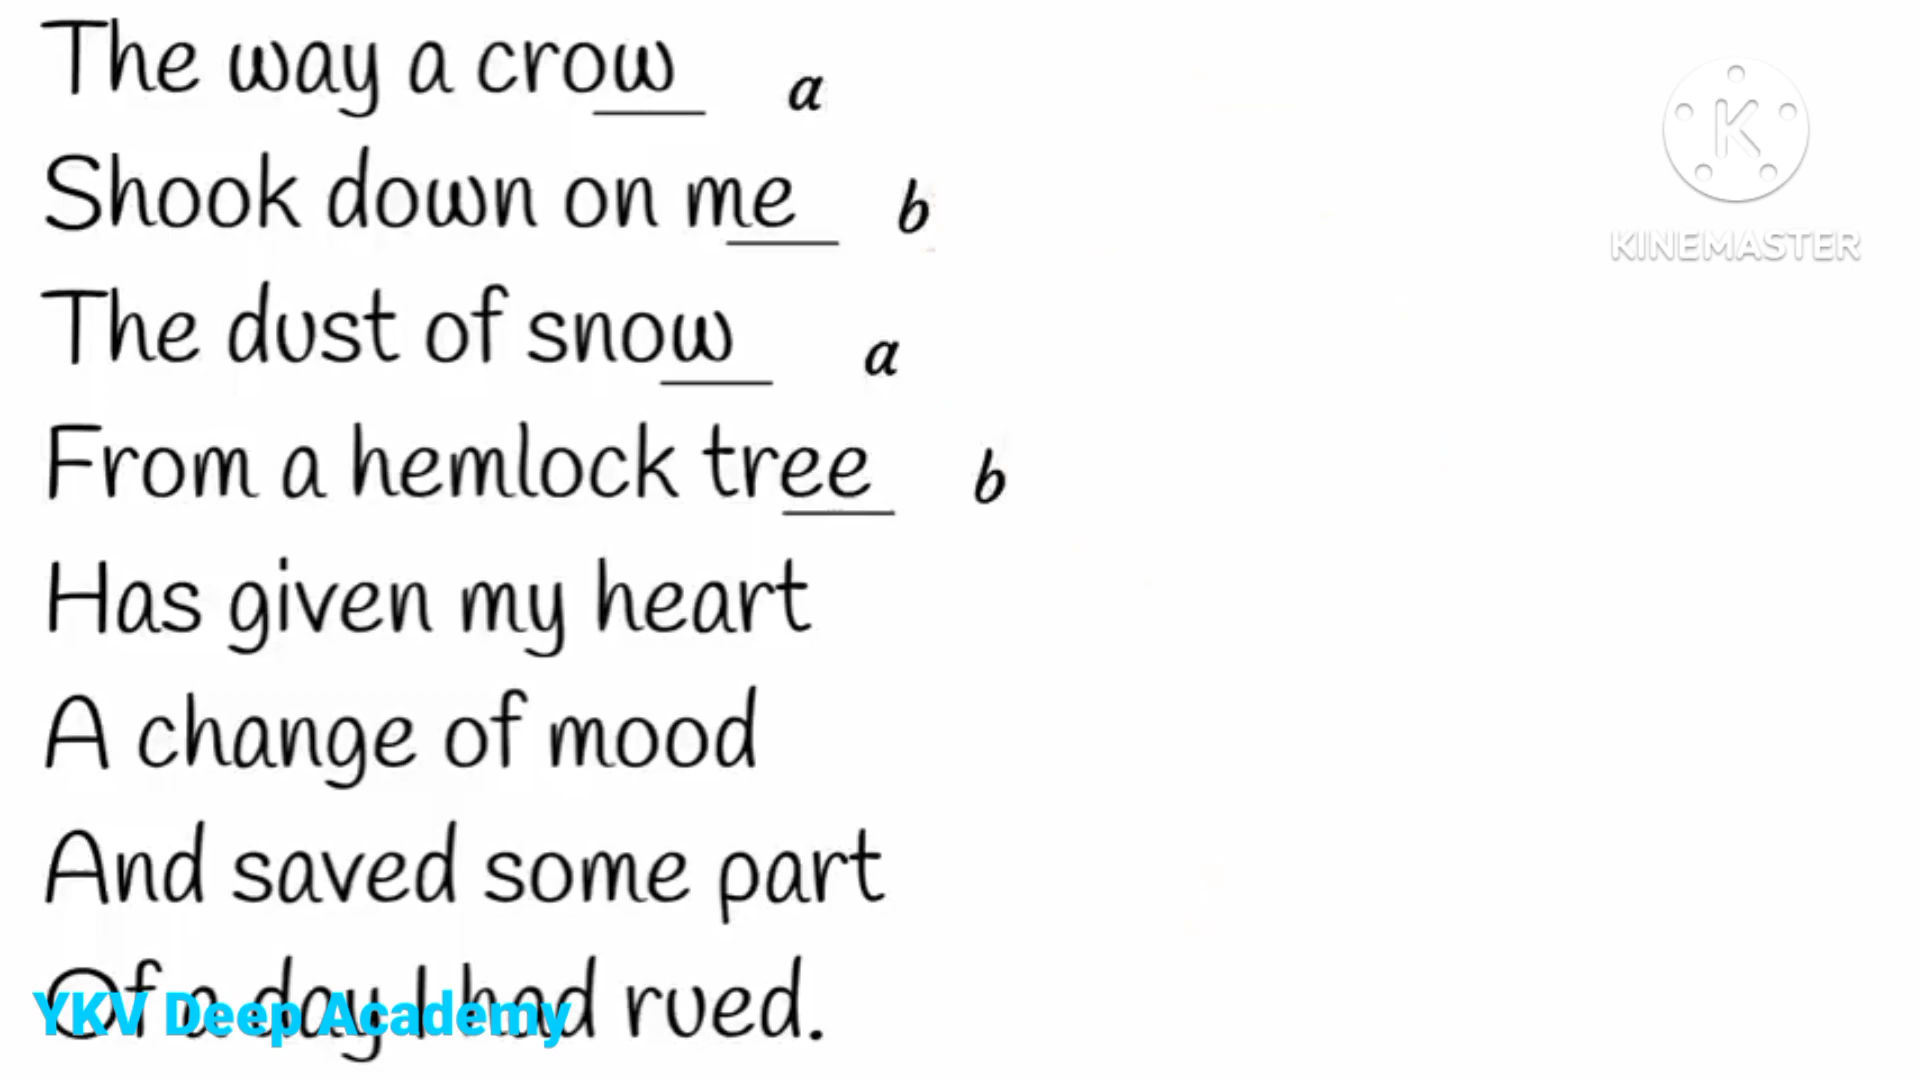 The way a crow a
Shook down on me b
The dust of snow a
From a hemlock tree b
Has given my heart
A change of mood
And saved some part
Of a day I had rued.
YKV Deep Academy
K
KINEMASTER